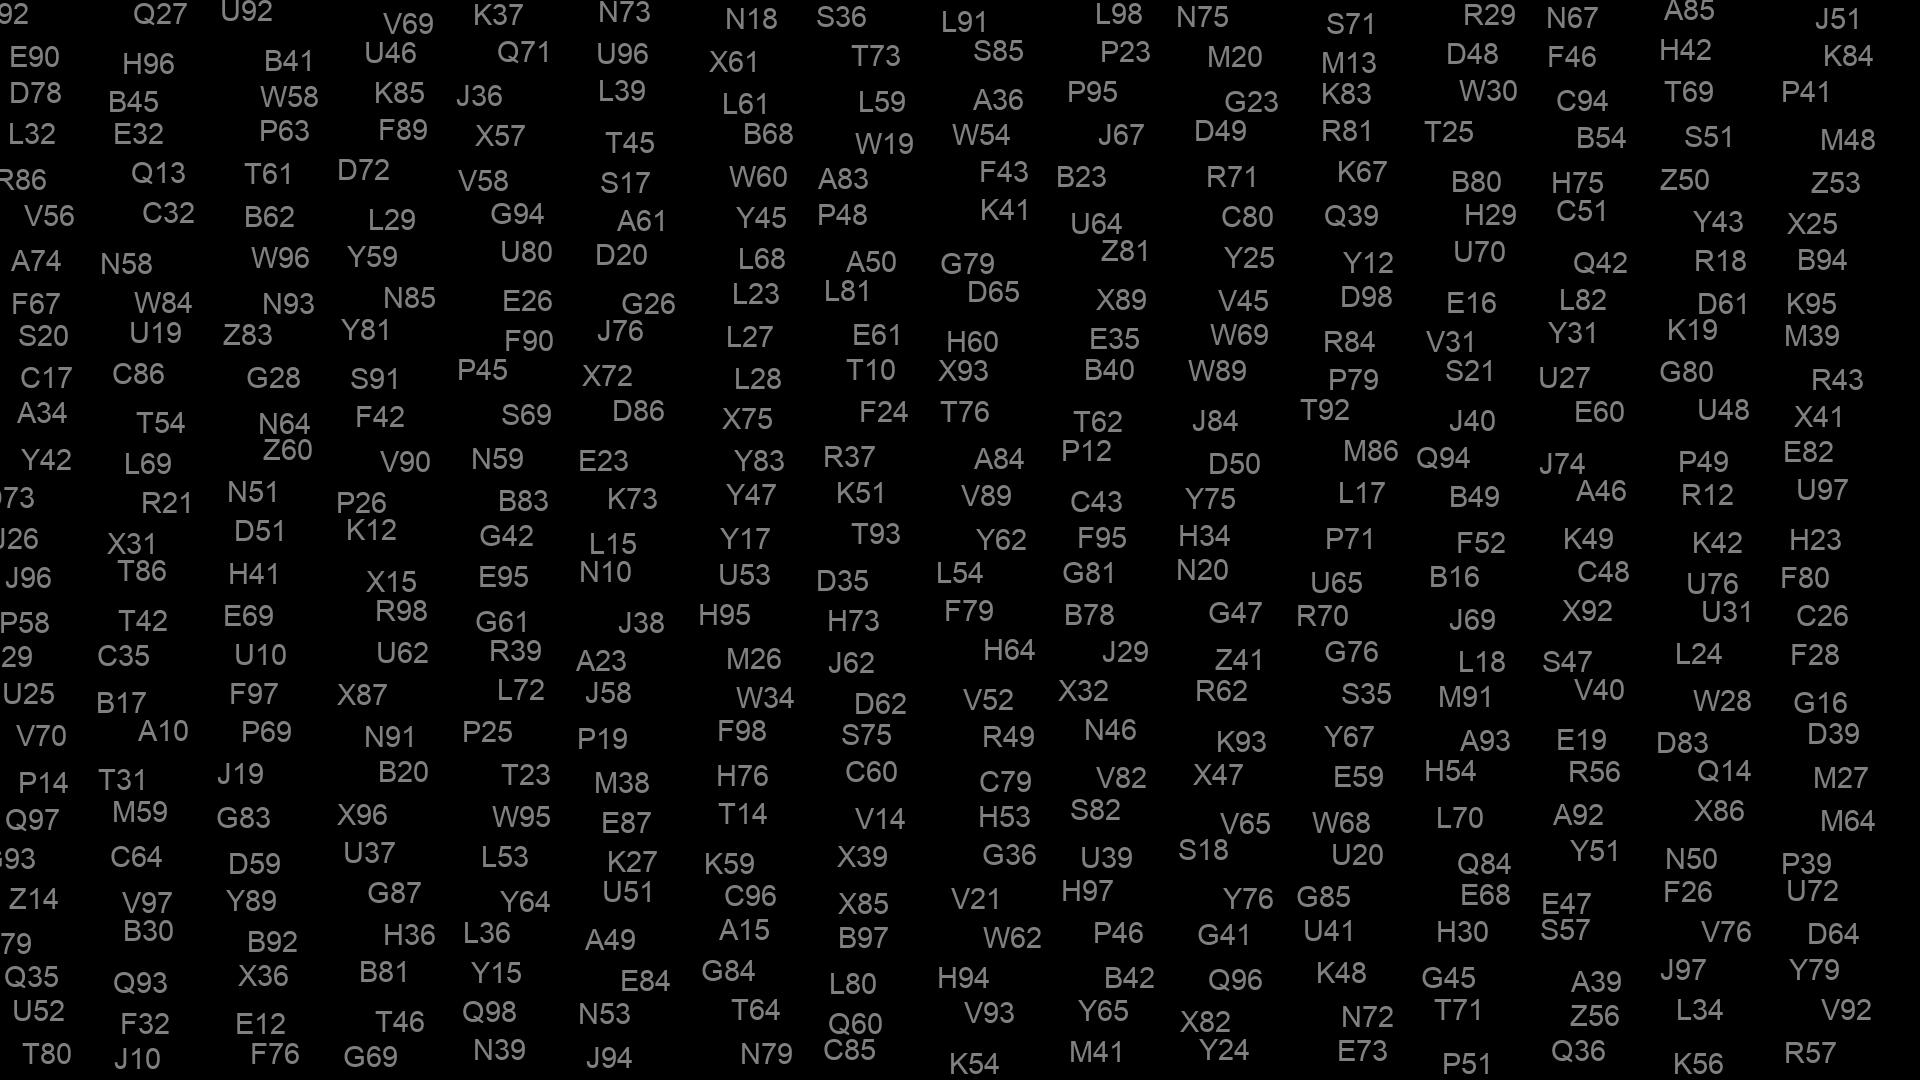 92 Q27 U92 V69 K37 N73 N18 S36 L91 L98 N75 S71 R29 N67 A85 J51
E90 H96 B41 U46 Q71 U96 X61 T73 S85 P23 M20 M13 D48 F46 H42 K84
D78 B45 W58 K85 J36 L39 L61 L59 A36 P95 G23 K83 W30 C94 T69 P41
L32 E32 P63 F89 X57 T45 B68 W19 W54 J67 D49 R81 T25 B54 S51 M48
R86 Q13 T61 D72 V58 S17 W60 A83 F43 B23 R71 K67 B80 H75 Z50 Z53
V56 C32 B62 L29 G94 A61 Y45 P48 K41 U64 C80 Q39 H29 C51 Y43 X25
A74 N58 W96 Y59 U80 D20 L68 A50 G79 Z81 Y25 Y12 U70 Q42 R18 B94
F67 W84 N93 N85 E26 G26 L23 L81 D65 X89 V45 D98 E16 L82 D61 K95
S20 U19 Z83 Y81 F90 J76 L27 E61 H60 E35 W69 R84 V31 Y31 K19 M39
C17 C86 G28 S91 P45 X72 L28 T10 X93 B40 W89 P79 S21 U27 G80 R43
A34 T54 N64 F42 S69 D86 X75 F24 T76 T62 J84 T92 J40 E60 U48 X41
Y42 L69 Z60 V90 N59 E23 Y83 R37 A84 P12 D50 M86 Q94 J74 P49 E82
73 R21 N51 P26 B83 K73 Y47 K51 V89 C43 Y75 L17 B49 A46 R12 U97
26 X31 D51 K12 G42 L15 Y17 T93 Y62 F95 H34 P71 F52 K49 K42 H23
J96 T86 H41 X15 E95 N10 U53 D35 L54 G81 N20 U65 B16 C48 U76 F80
P58 T42 E69 R98 G61 J38 H95 H73 F79 B78 G47 R70 J69 X92 U31 C26
29 C35 U10 U62 R39 A23 M26 J62 H64 J29 Z41 G76 L18 S47 L24 F28
U25 B17 F97 X87 L72 J58 W34 D62 V52 X32 R62 S35 M91 V40 W28 G16
V70 A10 P69 N91 P25 P19 F98 S75 R49 N46 K93 Y67 A93 E19 D83 D39
P14 T31 J19 B20 T23 M38 H76 C60 C79 V82 X47 E59 H54 R56 Q14 M27
Q97 M59 G83 X96 W95 E87 T14 V14 H53 S82 V65 W68 L70 A92 X86 M64
93 C64 D59 U37 L53 K27 K59 X39 G36 U39 S18 U20 Q84 Y51 N50 P39
Z14 V97 Y89 G87 Y64 U51 C96 X85 V21 H97 Y76 G85 E68 E47 F26 U72
79 B30 B92 H36 L36 A49 A15 B97 W62 P46 G41 U41 H30 S57 V76 D64
Q35 Q93 X36 B81 Y15 E84 G84 L80 H94 B42 Q96 K48 G45 A39 J97 Y79
U52 F32 E12 T46 Q98 N53 T64 Q60 V93 Y65 X82 N72 T71 Z56 L34 V92
T80 J10 F76 G69 N39 J94 N79 C85 K54 M41 Y24 E73 P51 Q36 K56 R57